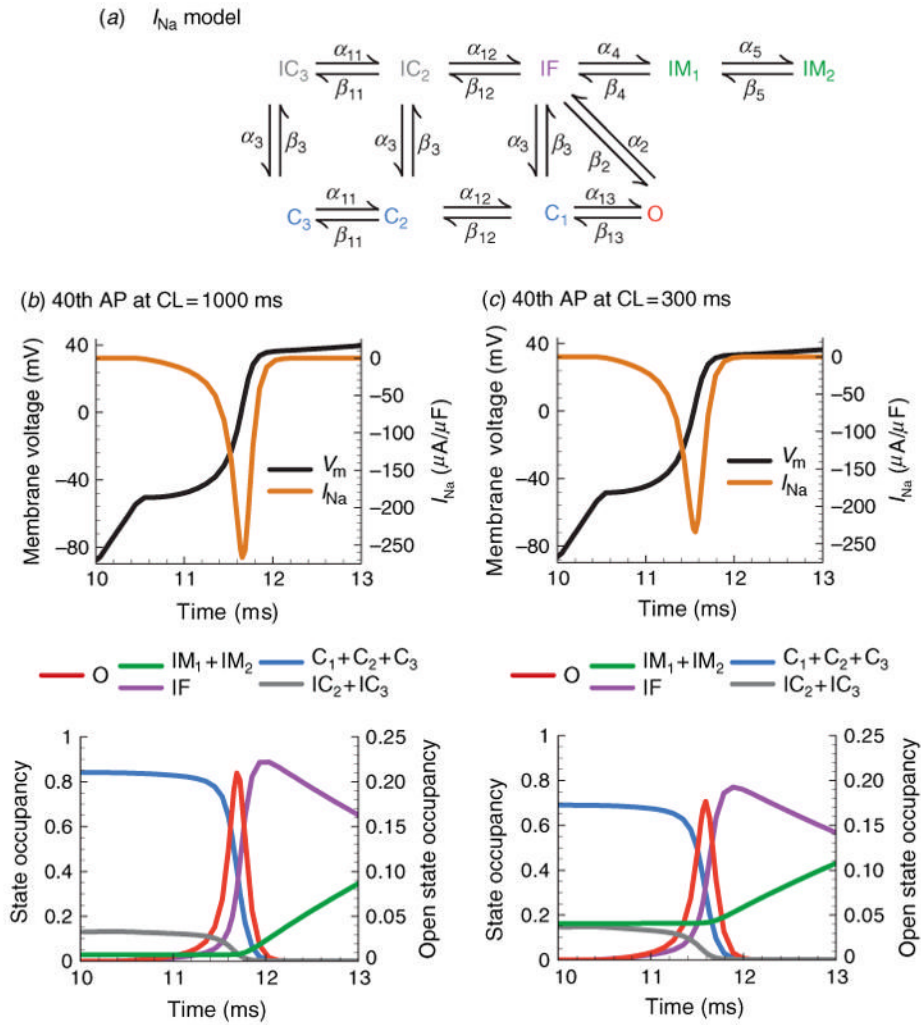 (a) I_Na model
α11 α12 α4 α5
IC3 IC2 IF IM1 IM2
β11 β12 β4 β5
α3 β3 α3 β3 α3 β3 α2
β2
α11 α12 α13
C3 C2 C1 O
β11 β12 β13
(b) 40th AP at CL=1000 ms
Membrane voltage (mV)
40
0
−40
−80
Vm
I_Na
0
−50
−100
−150
−200
−250
I_Na (μA/μF)
10 11 12 13
Time (ms)
(c) 40th AP at CL=300 ms
Membrane voltage (mV)
40
0
−40
−80
Vm
I_Na
0
−50
−100
−150
−200
−250
I_Na (μA/μF)
10 11 12 13
Time (ms)
O IM1+IM2 C1+C2+C3
IF IC2+IC3
State occupancy
1
0.8
0.6
0.4
0.2
0
0.25
0.20
0.15
0.10
0.05
0
Open state occupancy
10 11 12 13
Time (ms)
O IM1+IM2 C1+C2+C3
IF IC2+IC3
State occupancy
1
0.8
0.6
0.4
0.2
0
0.25
0.20
0.15
0.10
0.05
0
Open state occupancy
10 11 12 13
Time (ms)